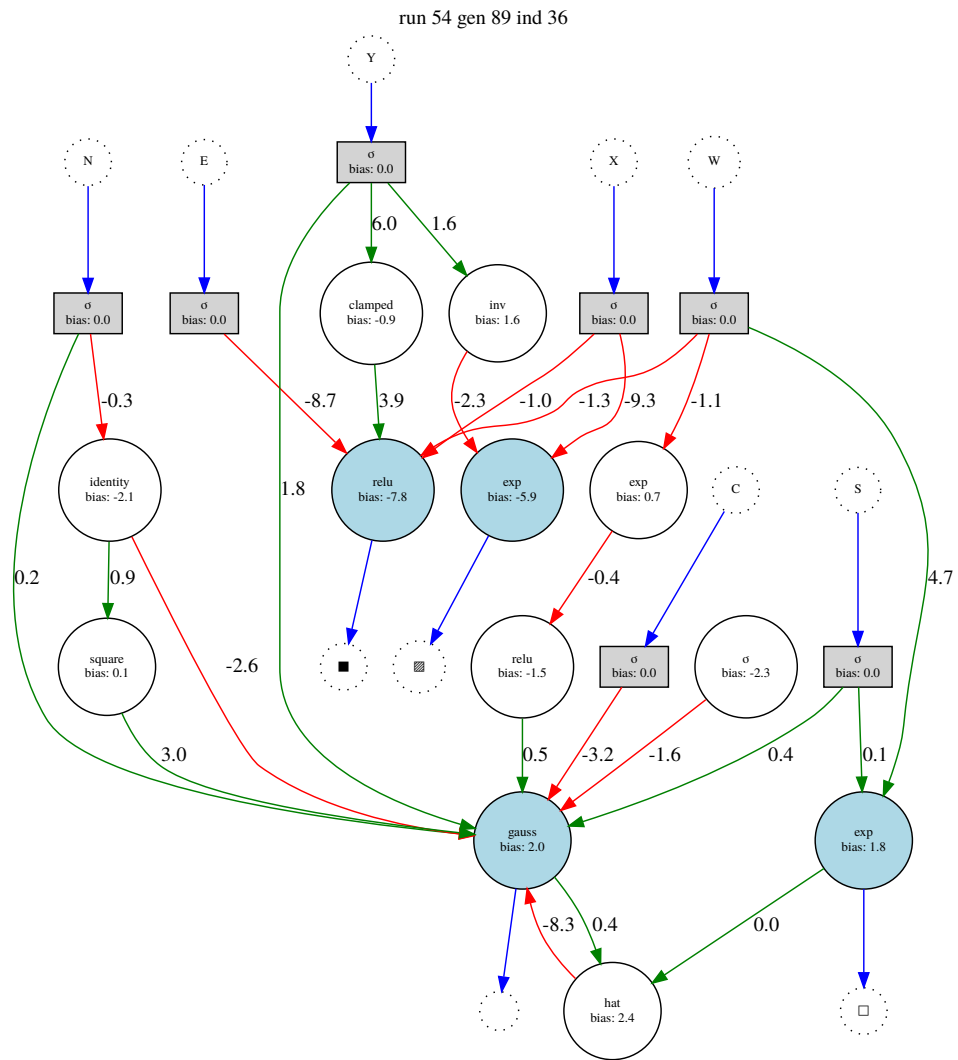 run 54 gen 89 ind 36
Y
N
E
X
W
σ
bias: 0.0
6.0
1.6
σ
bias: 0.0
σ
bias: 0.0
clamped
bias: -0.9
inv
bias: 1.6
σ
bias: 0.0
σ
bias: 0.0
-0.3
-8.7
3.9
-2.3
-1.0
-1.3
-9.3
-1.1
identity
bias: -2.1
1.8
relu
bias: -7.8
exp
bias: -5.9
exp
bias: 0.7
C
S
0.2
0.9
-0.4
4.7
square
bias: 0.1
-2.6
■
▨
relu
bias: -1.5
σ
bias: 0.0
σ
bias: -2.3
σ
bias: 0.0
3.0
0.5
-3.2
-1.6
0.4
0.1
gauss
bias: 2.0
exp
bias: 1.8
-8.3
0.4
0.0
hat
bias: 2.4
□